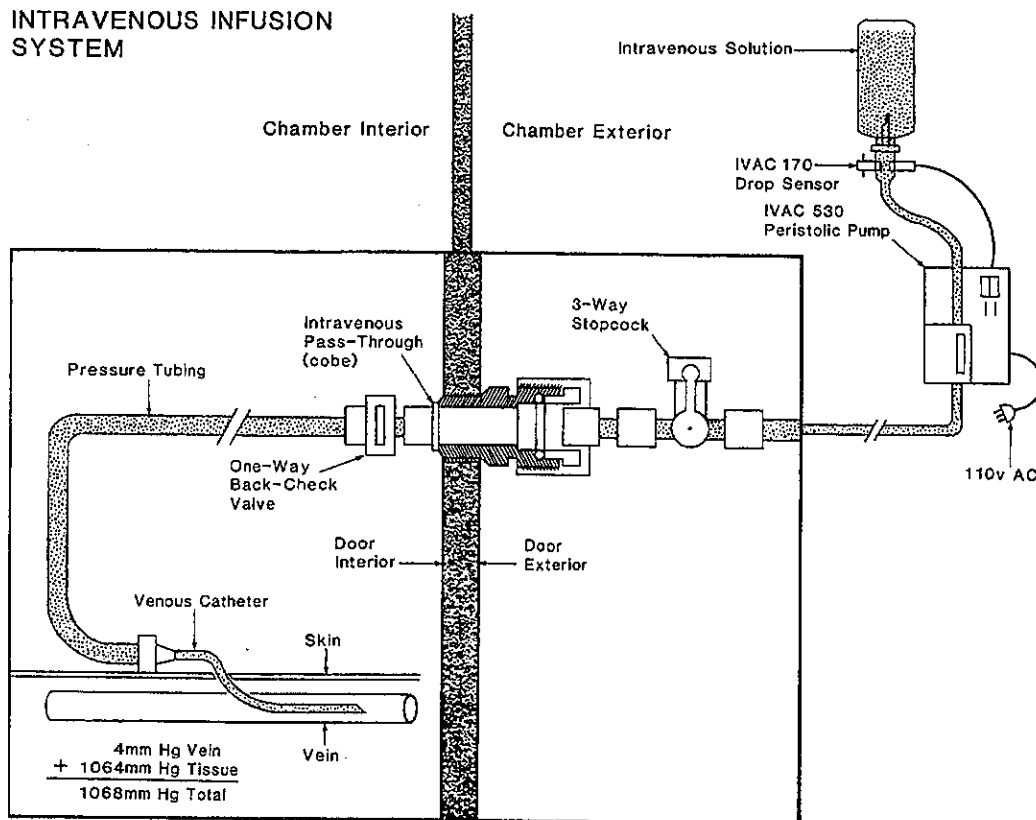 INTRAVENOUS INFUSION
SYSTEM
Intravenous Solution
Chamber Interior
Chamber Exterior
IVAC 170
Drop Sensor
IVAC 530
Peristolic Pump
3-Way
Stopcock
Intravenous
Pass-Through
(cobe)
Pressure Tubing
One-Way
Back-Check
Valve
110v AC
Door
Interior
Door
Exterior
Venous Catheter
Skin
Vein
4mm Hg Vein
+ 1064mm Hg Tissue
1068mm Hg Total